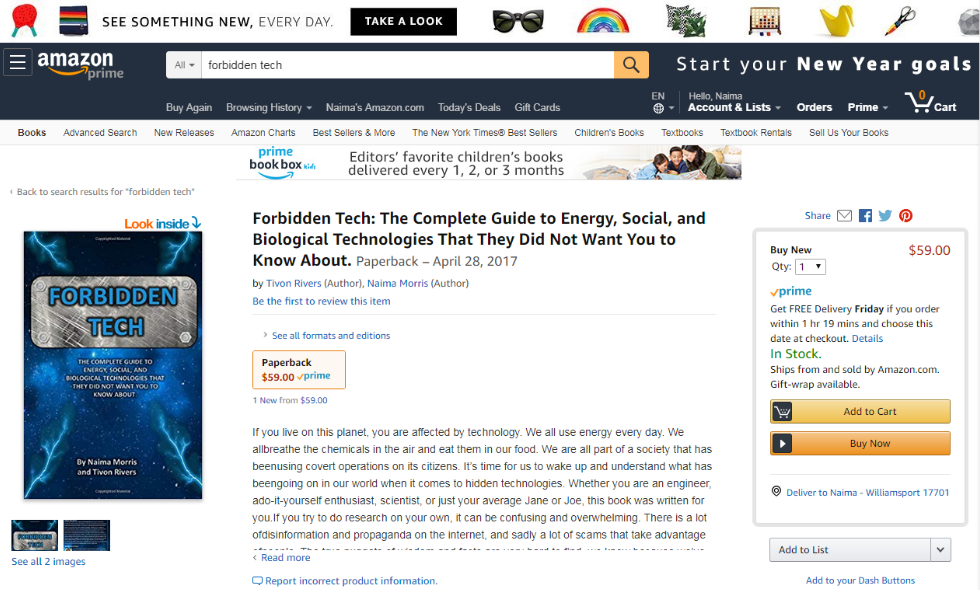 SEE SOMETHING NEW, EVERY DAY. TAKE A LOOK
amazon
prime
All
forbidden tech
Start your New Year goals
Buy Again Browsing History Naima's Amazon.com Today's Deals Gift Cards
EN
Hello, Naima
Account & Lists Orders Prime 0 Cart
Books Advanced Search New Releases Amazon Charts Best Sellers & More The New York Times® Best Sellers Children's Books Textbooks Textbook Rentals Sell Us Your Books
prime
book box kids
Editors' favorite children's books
delivered every 1, 2, or 3 months
‹ Back to search results for "forbidden tech"
Look inside
Copyrighted Material
FORBIDDEN
TECH
THE COMPLETE GUIDE TO
ENERGY, SOCIAL, AND
BIOLOGICAL TECHNOLOGIES THAT
THEY DID NOT WANT YOU TO
KNOW ABOUT
By Naima Morris
and Tivon Rivers
Copyrighted Material
FORBIDDEN
TECH
See all 2 images
Forbidden Tech: The Complete Guide to Energy, Social, and
Biological Technologies That They Did Not Want You to
Know About. Paperback – April 28, 2017
by Tivon Rivers (Author), Naima Morris (Author)
Be the first to review this item
› See all formats and editions
Paperback
$59.00 prime
1 New from $59.00
If you live on this planet, you are affected by technology. We all use energy every day. We
allbreathe the chemicals in the air and eat them in our food. We are all part of a society that has
beenusing covert operations on its citizens. It's time for us to wake up and understand what has
beengoing on in our world when it comes to hidden technologies. Whether you are an engineer,
ado-it-yourself enthusiast, scientist, or just your average Jane or Joe, this book was written for
you.If you try to do research on your own, it can be confusing and overwhelming. There is a lot
ofdisinformation and propaganda on the internet, and sadly a lot of scams that take advantage
‹ Read more
Report incorrect product information.
Share
Buy New $59.00
Qty: 1
prime
Get FREE Delivery Friday if you order
within 1 hr 19 mins and choose this
date at checkout. Details
In Stock.
Ships from and sold by Amazon.com.
Gift-wrap available.
Add to Cart
Buy Now
Deliver to Naima - Williamsport 17701
Add to List
Add to your Dash Buttons